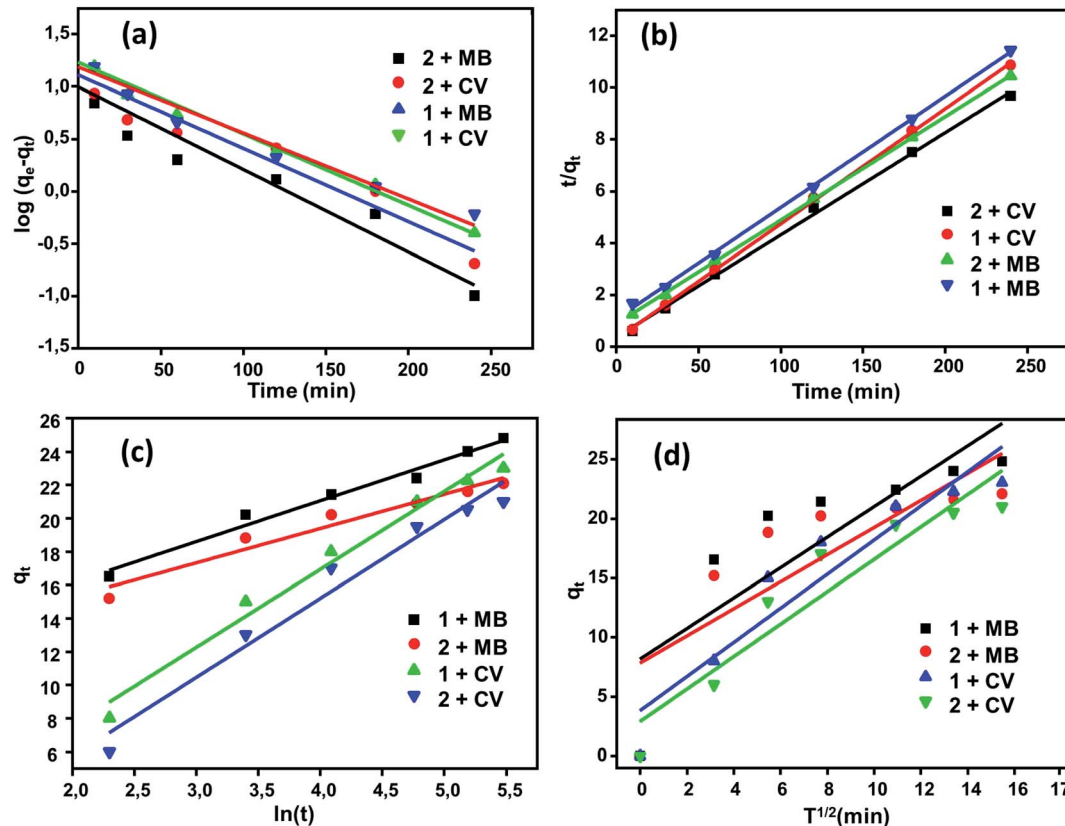 (a)
2 + MB
2 + CV
1 + MB
1 + CV
1,5
1,0
0,5
0,0
-0,5
-1,0
-1,5
log (qe-qt)
0 50 100 150 200 250
Time (min)
(b)
2 + CV
1 + CV
2 + MB
1 + MB
12
10
8
6
4
2
0
t/qt
0 50 100 150 200 250
Time (min)
(c)
1 + MB
2 + MB
1 + CV
2 + CV
26
24
22
20
18
16
14
12
10
8
6
qt
2,0 2,5 3,0 3,5 4,0 4,5 5,0 5,5
ln(t)
(d)
1 + MB
2 + MB
1 + CV
2 + CV
25
20
15
10
5
0
qt
0 2 4 6 8 10 12 14 16 17
T1/2(min)